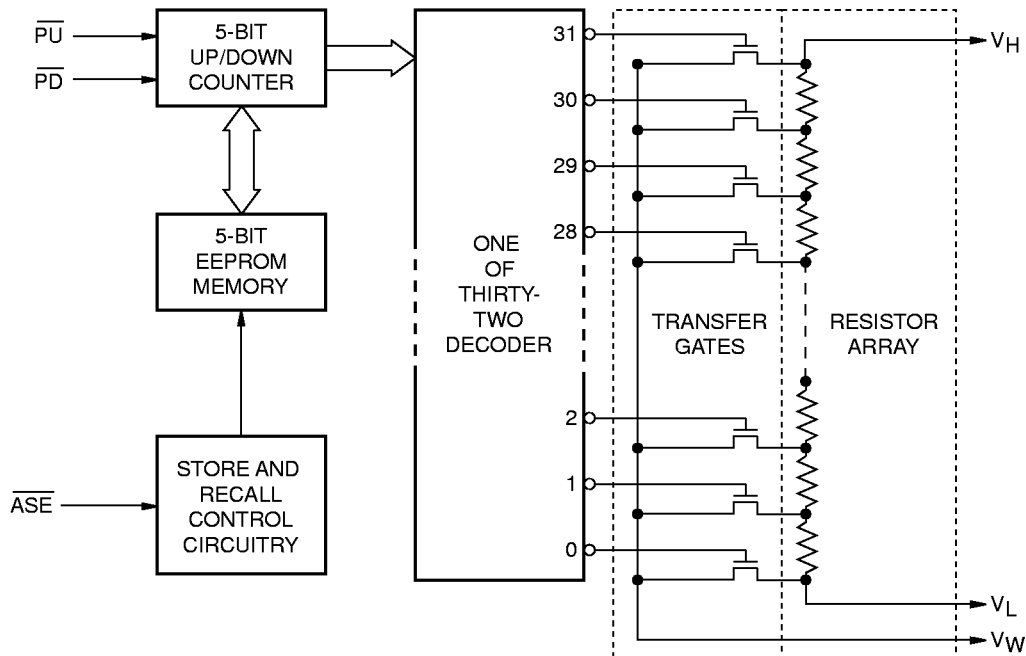 PU
PD
5-BIT
UP/DOWN
COUNTER
5-BIT
EEPROM
MEMORY
ASE
STORE AND
RECALL
CONTROL
CIRCUITRY
ONE
OF
THIRTY-
TWO
DECODER
31
30
29
28
2
1
0
TRANSFER
GATES
RESISTOR
ARRAY
VH
VL
VW